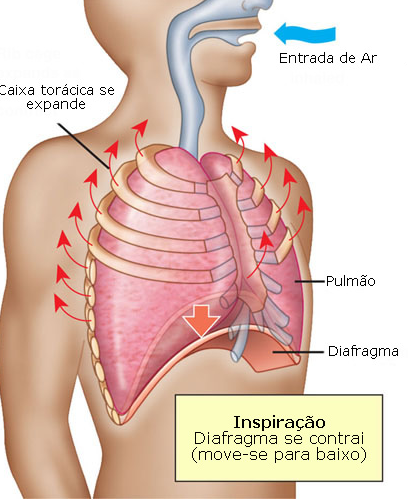 Entrada de Ar
Caixa torácica se
expande
Pulmão
Diafragma
Inspiração
Diafragma se contrai
(move-se para baixo)